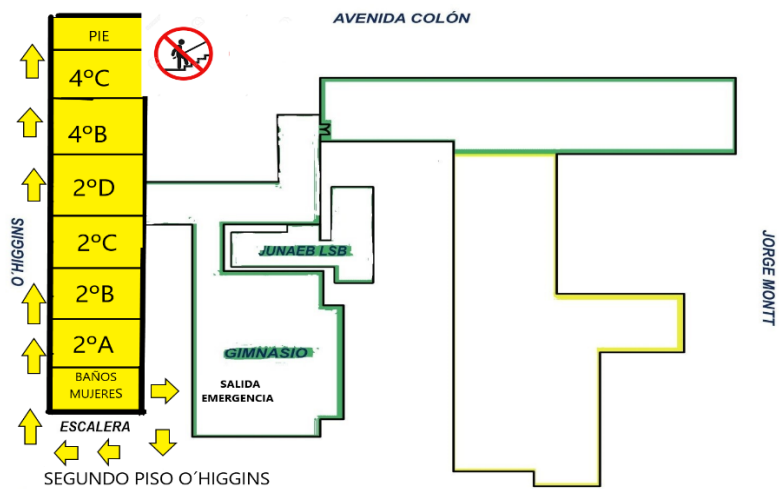 AVENIDA COLÓN
PIE
4ºC
4ºB
2ºD
2ºC
2ºB
2ºA
BAÑOS
MUJERES
ESCALERA
SEGUNDO PISO O´HIGGINS
O´HIGGINS
JUNAEB LSB
GIMNASIO
SALIDA
EMERGENCIA
JORGE MONTT